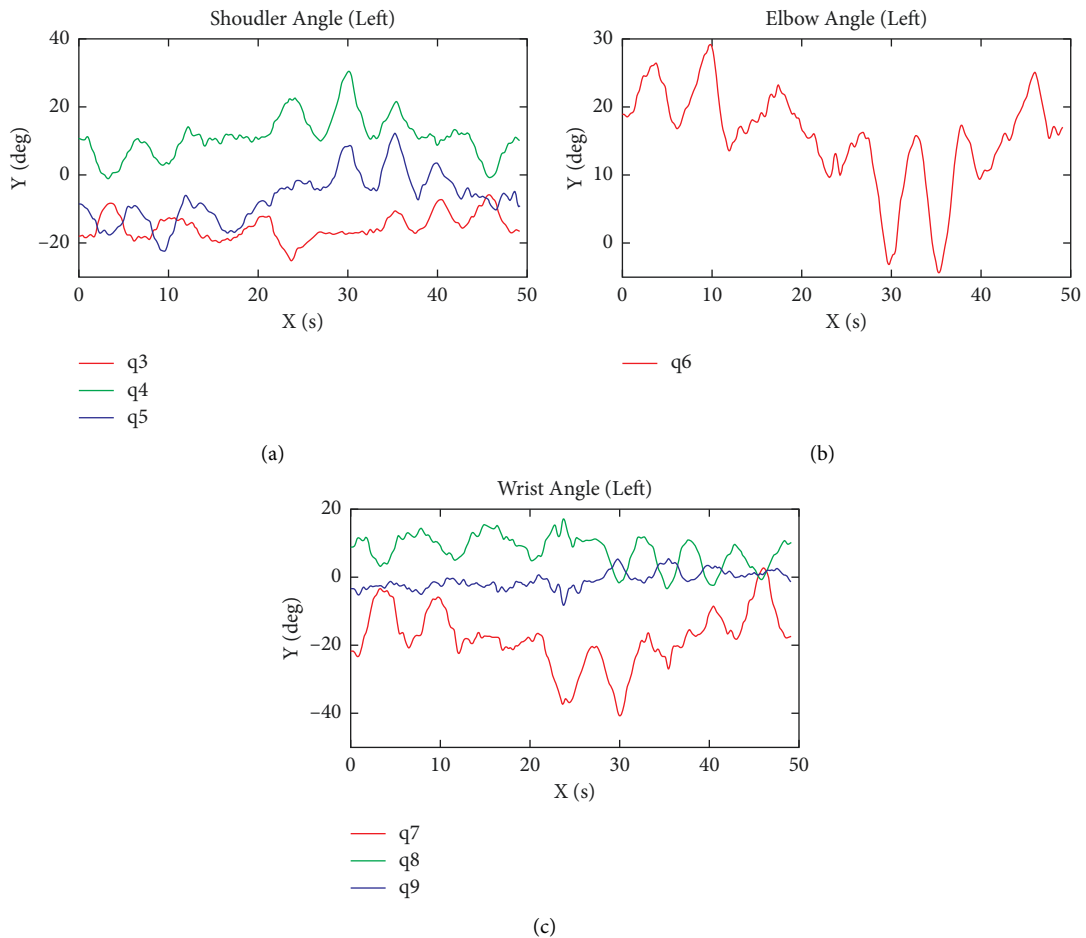 Shoudler Angle (Left)
40
20
0
−20
Y (deg)
0 10 20 30 40 50
X (s)
q3
q4
q5
(a)
Elbow Angle (Left)
30
20
10
0
Y (deg)
0 10 20 30 40 50
X (s)
q6
(b)
Wrist Angle (Left)
20
0
−20
−40
Y (deg)
0 10 20 30 40 50
X (s)
q7
q8
q9
(c)